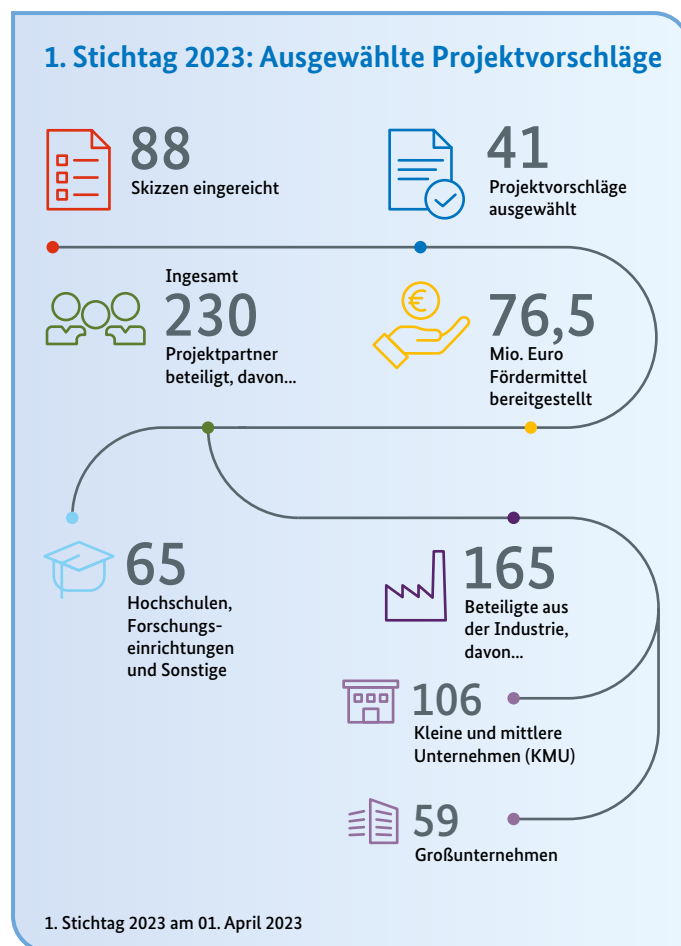 1. Stichtag 2023: Ausgewählte Projektvorschläge
88
Skizzen eingereicht
41
Projektvorschläge
ausgewählt
Ingesamt
230
Projektpartner
beteiligt, davon...
€
76,5
Mio. Euro
Fördermittel
bereitgestellt
65
Hochschulen,
Forschungs-
einrichtungen
und Sonstige
165
Beteiligte aus
der Industrie,
davon...
106
Kleine und mittlere
Unternehmen (KMU)
59
Großunternehmen
1. Stichtag 2023 am 01. April 2023